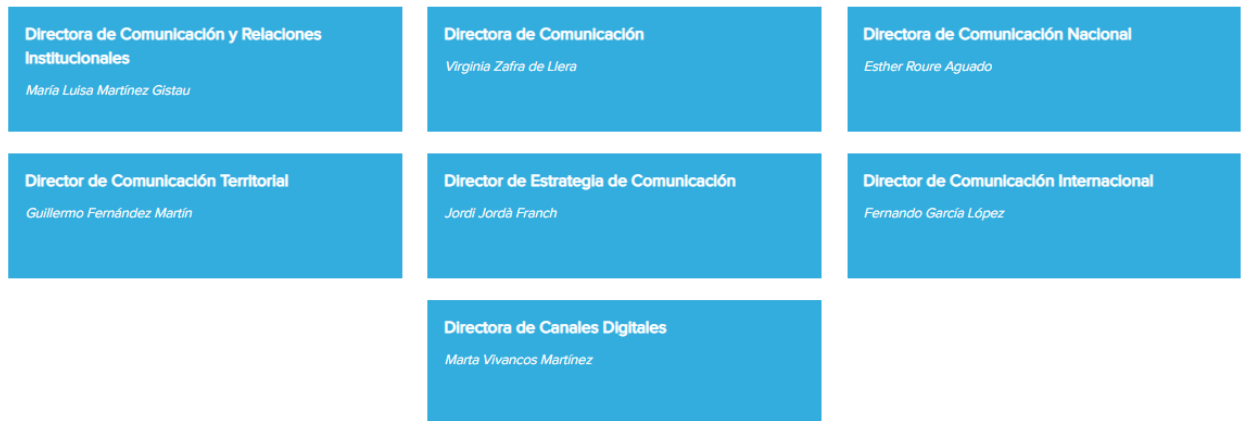 Directora de Comunicación y Relaciones
Institucionales
María Luisa Martínez Gistau
Directora de Comunicación
Virginia Zafra de Llera
Directora de Comunicación Nacional
Esther Roure Aguado
Director de Comunicación Territorial
Guillermo Fernández Martín
Director de Estrategia de Comunicación
Jordi Jordà Franch
Director de Comunicación Internacional
Fernando García López
Directora de Canales Digitales
Marta Vivancos Martínez